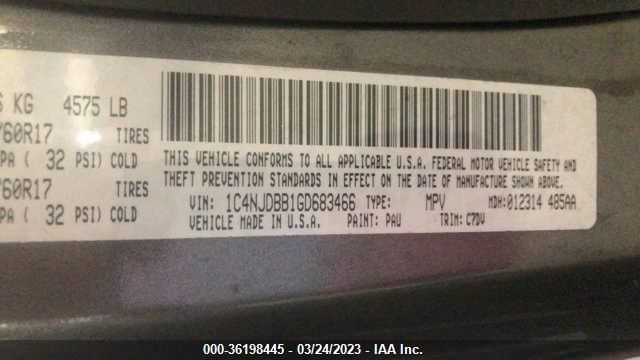 KG 4575 LB
/60R17 TIRES
PA ( 32 PSI) COLD
/60R17 TIRES
PA ( 32 PSI) COLD
THIS VEHICLE CONFORMS TO ALL APPLICABLE U.S.A. FEDERAL MOTOR VEHICLE SAFETY AND
THEFT PREVENTION STANDARDS IN EFFECT ON THE DATE OF MANUFACTURE SHOWN ABOVE.
VIN: 1C4NJDBB1GD683466 TYPE: MPV MDH:012314 485AA
VEHICLE MADE IN U.S.A. PAINT: PAU TRIM: C7DV
000-36198445 - 03/24/2023 - IAA Inc.